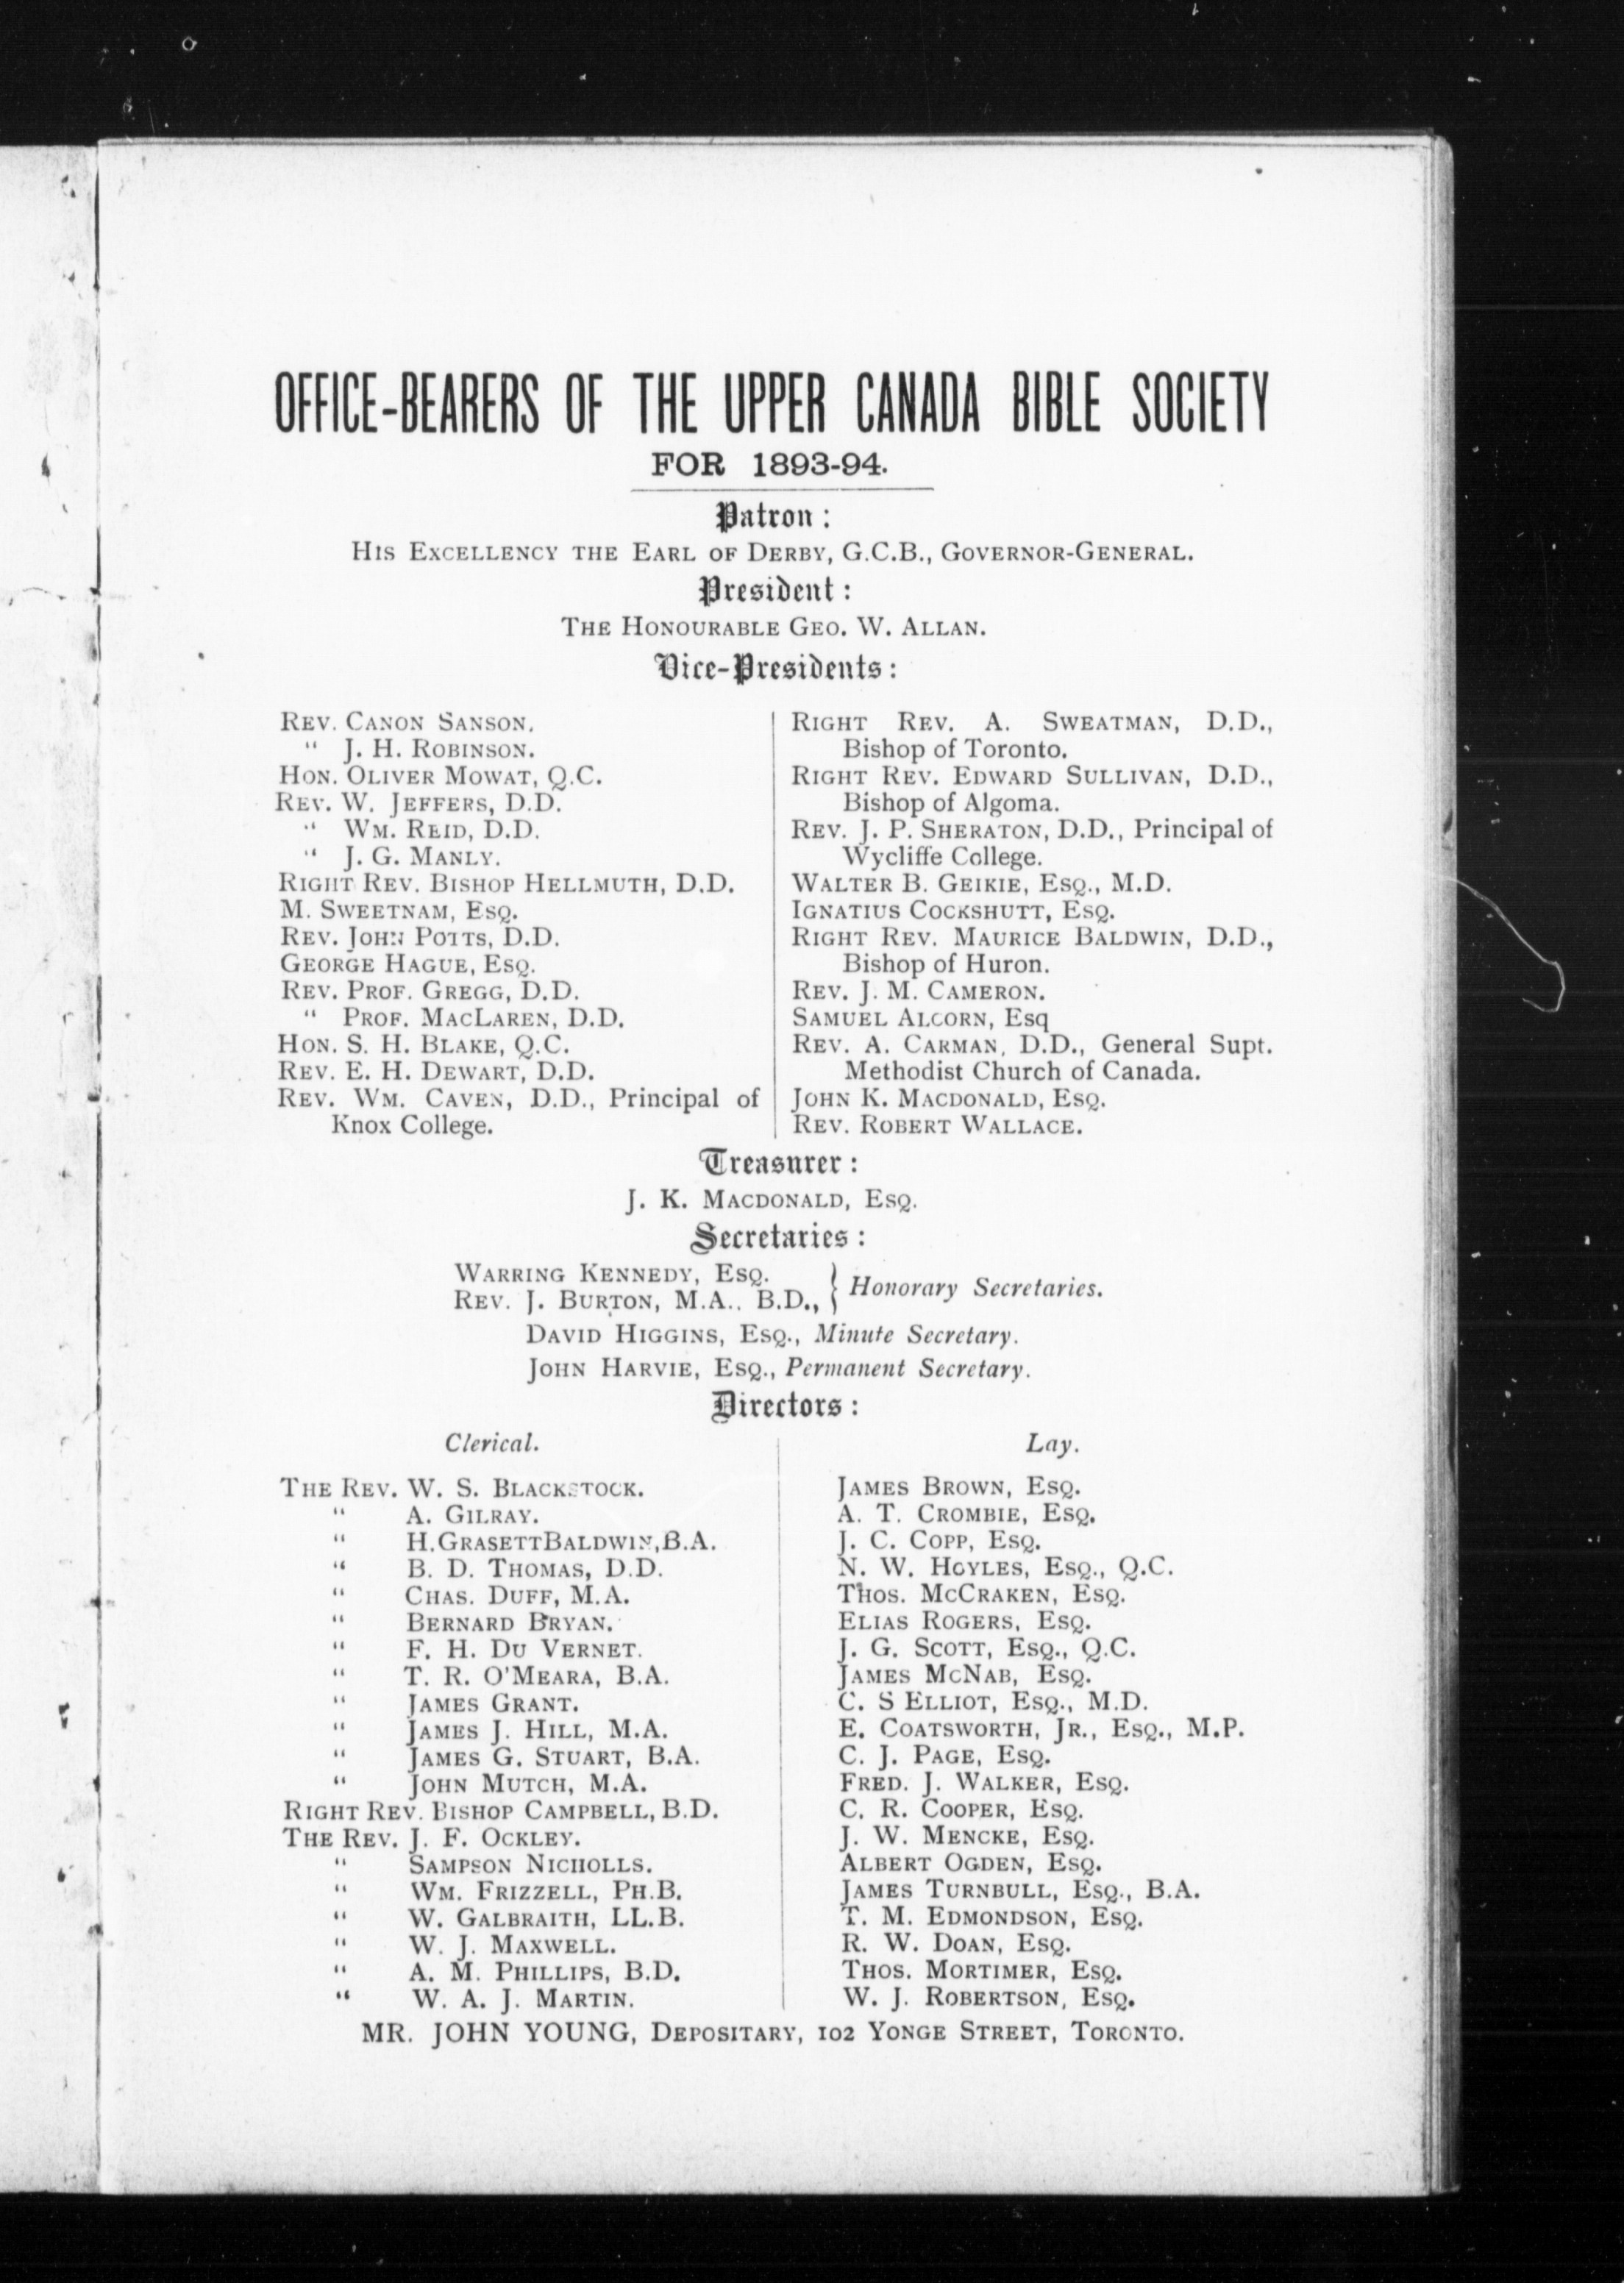 OFFICE-BEARERS OF THE UPPER CANADA BIBLE SOCIETY
FOR 1893-94.
Patron:
HIS EXCELLENCY THE EARL OF DERBY, G.C.B., GOVERNOR-GENERAL.
President:
THE HONOURABLE GEO. W. ALLAN.
Vice-Presidents:
REV. CANON SANSON.
" J. H. ROBINSON.
HON. OLIVER MOWAT, Q.C.
REV. W. JEFFERS, D.D.
" WM. REID, D.D.
" J. G. MANLY.
RIGHT REV. BISHOP HELLMUTH, D.D.
M. SWEETNAM, ESQ.
REV. JOHN POTTS, D.D.
GEORGE HAGUE, ESQ.
REV. PROF. GREGG, D.D.
" PROF. MACLAREN, D.D.
HON. S. H. BLAKE, Q.C.
REV. E. H. DEWART, D.D.
REV. WM. CAVEN, D.D., Principal of
Knox College.
RIGHT REV. A. SWEATMAN, D.D.,
Bishop of Toronto.
RIGHT REV. EDWARD SULLIVAN, D.D.,
Bishop of Algoma.
REV. J. P. SHERATON, D.D., Principal of
Wycliffe College.
WALTER B. GEIKIE, ESQ., M.D.
IGNATIUS COCKSHUTT, ESQ.
RIGHT REV. MAURICE BALDWIN, D.D.,
Bishop of Huron.
REV. J. M. CAMERON.
SAMUEL ALCORN, Esq
REV. A. CARMAN, D.D., General Supt.
Methodist Church of Canada.
JOHN K. MACDONALD, ESQ.
REV. ROBERT WALLACE.
Treasurer:
J. K. MACDONALD, ESQ.
Secretaries:
WARRING KENNEDY, ESQ.
REV. J. BURTON, M.A.. B.D., } Honorary Secretaries.
DAVID HIGGINS, ESQ., Minute Secretary.
JOHN HARVIE, ESQ., Permanent Secretary.
Directors:
Clerical.
THE REV. W. S. BLACKSTOCK.
" A. GILRAY.
" H. GRASETT BALDWIN, B.A.
" B. D. THOMAS, D.D.
" CHAS. DUFF, M.A.
" BERNARD BRYAN.
" F. H. DU VERNET.
" T. R. O'MEARA, B.A.
" JAMES GRANT.
" JAMES J. HILL, M.A.
" JAMES G. STUART, B.A.
" JOHN MUTCH, M.A.
RIGHT REV. BISHOP CAMPBELL, B.D.
THE REV. J. F. OCKLEY.
" SAMPSON NICHOLLS.
" WM. FRIZZELL, PH.B.
" W. GALBRAITH, LL.B.
" W. J. MAXWELL.
" A. M. PHILLIPS, B.D.
" W. A. J. MARTIN.
Lay.
JAMES BROWN, ESQ.
A. T. CROMBIE, ESQ.
J. C. COPP, ESQ.
N. W. HOYLES, ESQ., Q.C.
THOS. MCCRAKEN, ESQ.
ELIAS ROGERS, ESQ.
J. G. SCOTT, ESQ., Q.C.
JAMES MCNAB, ESQ.
C. S ELLIOT, ESQ., M.D.
E. COATSWORTH, JR., ESQ., M.P.
C. J. PAGE, ESQ.
FRED. J. WALKER, ESQ.
C. R. COOPER, ESQ.
J. W. MENCKE, ESQ.
ALBERT OGDEN, ESQ.
JAMES TURNBULL, ESQ., B.A.
T. M. EDMONDSON, ESQ.
R. W. DOAN, ESQ.
THOS. MORTIMER, ESQ.
W. J. ROBERTSON, ESQ.
MR. JOHN YOUNG, DEPOSITARY, 102 YONGE STREET, TORONTO.